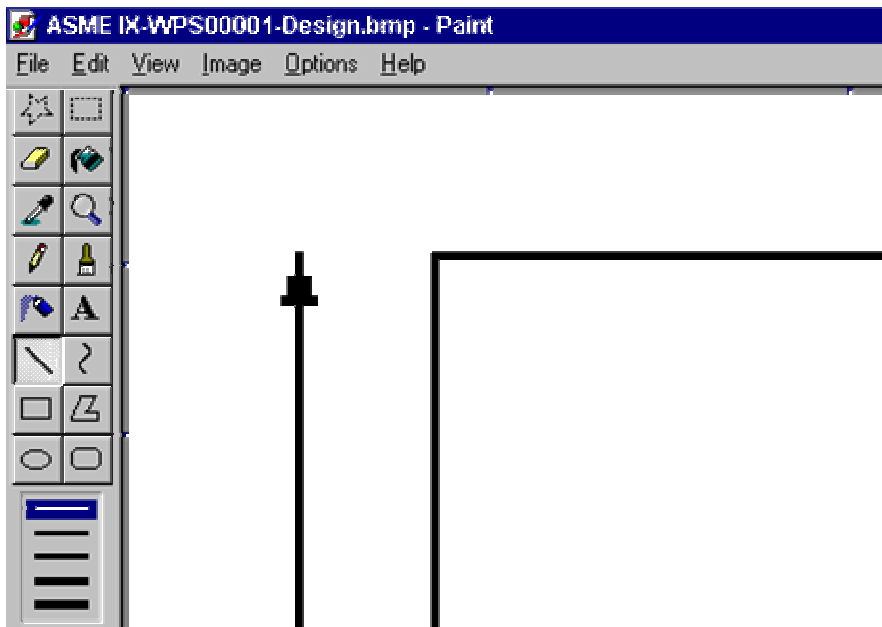 ASME IX-WPS00001-Design.bmp - Paint
File Edit View Image Options Help
A